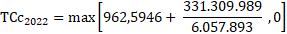 TCc₂₀₂₂ = max[962,5946 + 331.309.989 / 6.057.893 , 0]